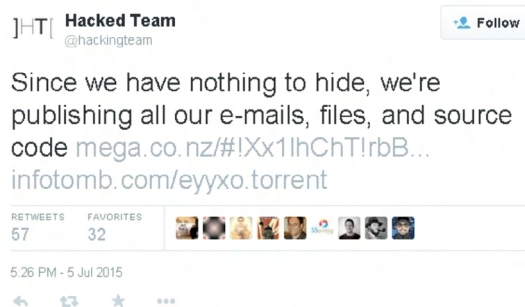 ]HT[ Hacked Team
@hackingteam
Follow
Since we have nothing to hide, we're
publishing all our e-mails, files, and source
code mega.co.nz/#!Xx1IhChT!rbB...
infotomb.com/eyyxo.torrent
RETWEETS FAVORITES
57 32
5:26 PM - 5 Jul 2015